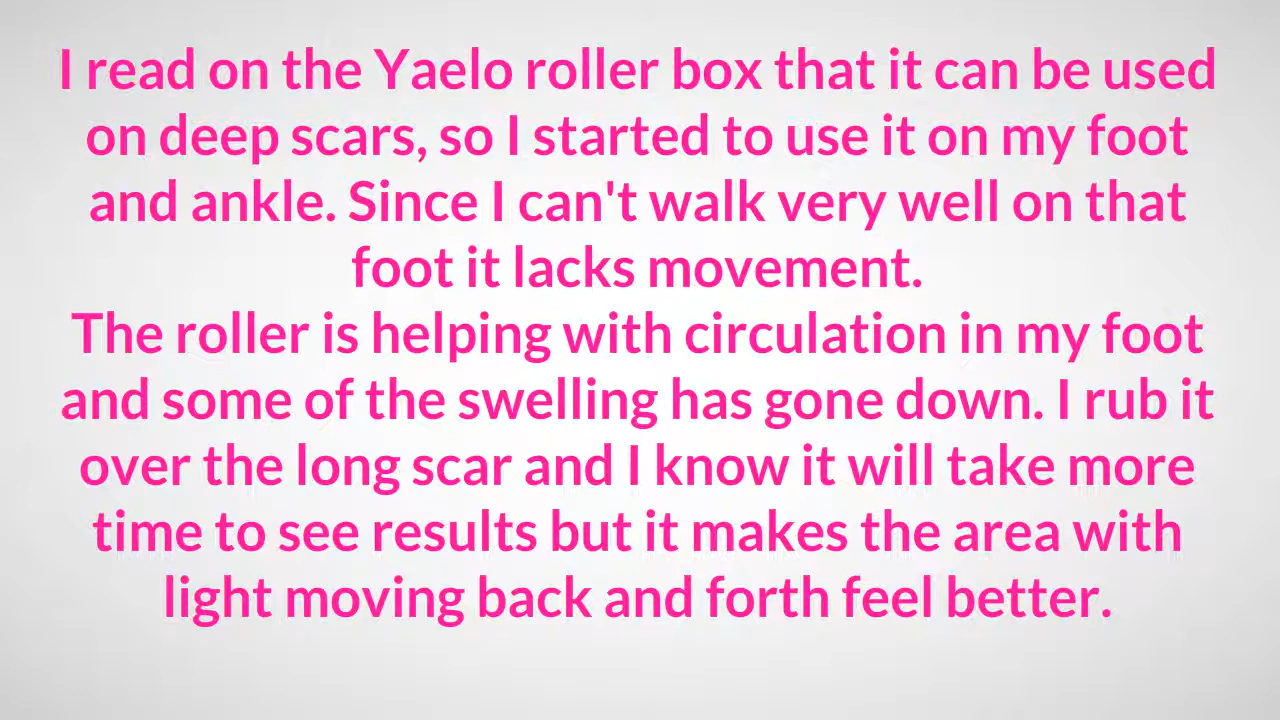 I read on the Yaelo roller box that it can be used
on deep scars, so I started to use it on my foot
and ankle. Since I can't walk very well on that
foot it lacks movement.
The roller is helping with circulation in my foot
and some of the swelling has gone down. I rub it
over the long scar and I know it will take more
time to see results but it makes the area with
light moving back and forth feel better.